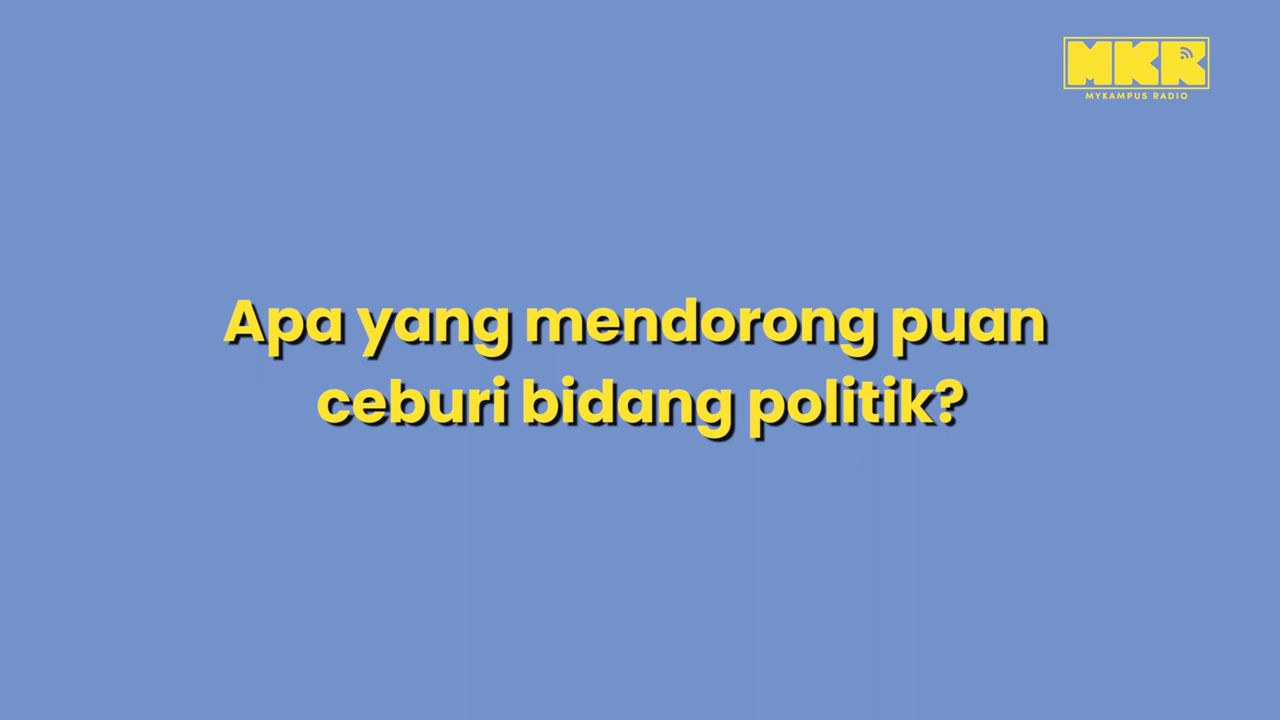 MKR
MYKAMPUS RADIO
Apa yang mendorong puan
ceburi bidang politik?